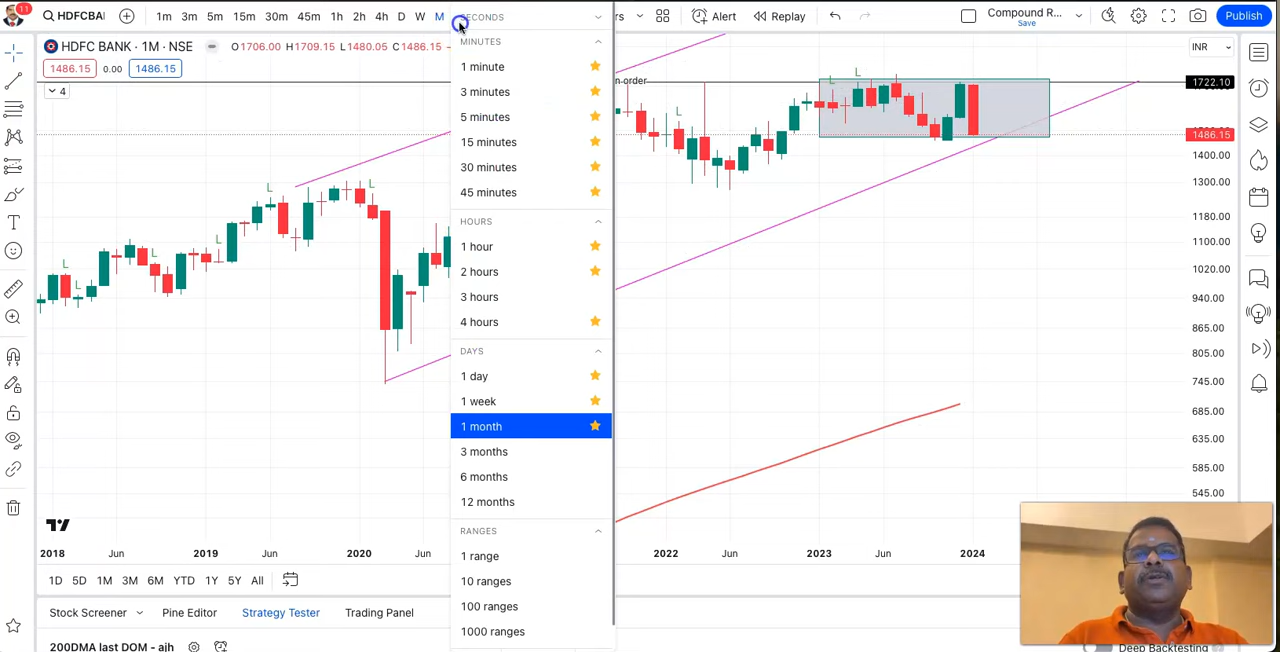 11
HDFCBA
1m 3m 5m 15m 30m 45m 1h 2h 4h D W M
SECONDS
rs
Alert
Replay
Compound R...
Save
Publish
HDFC BANK · 1M · NSE
O1706.00 H1709.15 L1480.05 C1486.15
1486.15 0.00 1486.15
4
MINUTES
1 minute
3 minutes
5 minutes
15 minutes
30 minutes
45 minutes
HOURS
1 hour
2 hours
3 hours
4 hours
DAYS
1 day
1 week
1 month
3 months
6 months
12 months
RANGES
1 range
10 ranges
100 ranges
1000 ranges
n order
L
L
L
L
L
L
L
L
L
INR
1722.10
1486.15
1400.00
1300.00
1180.00
1100.00
1020.00
940.00
865.00
805.00
745.00
685.00
635.00
585.00
545.00
2018 Jun 2019 Jun 2020 Jun 2022 Jun 2023 Jun 2024
1D 5D 1M 3M 6M YTD 1Y 5Y All
Stock Screener Pine Editor Strategy Tester Trading Panel
200DMA last DOM - ajh
Deep Backtesting